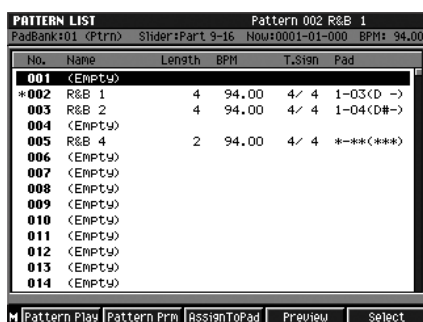 PATTERN LIST Pattern 002 R&B 1
PadBank:01 (Ptrn) Slider:Part 9-16 Now:0001-01-000 BPM: 94.00
No. Name Length BPM T.Sign Pad
001 (Empty)
*002 R&B 1 4 94.00 4/ 4 1-03(D -)
003 R&B 2 4 94.00 4/ 4 1-04(D#-)
004 (Empty)
005 R&B 4 2 94.00 4/ 4 *-**(***)
006 (Empty)
007 (Empty)
008 (Empty)
009 (Empty)
010 (Empty)
011 (Empty)
012 (Empty)
013 (Empty)
014 (Empty)
M Pattern Play Pattern Prm AssignToPad Preview Select